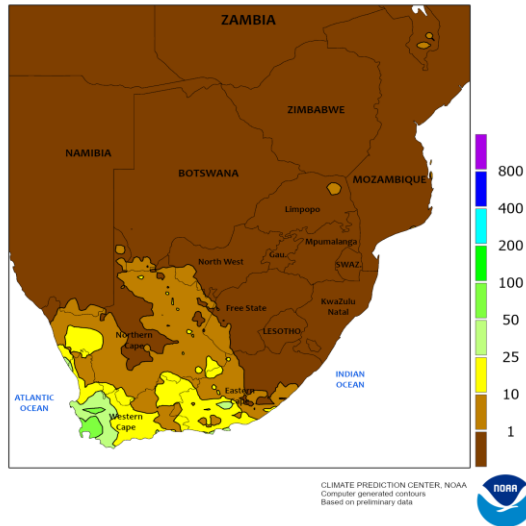 ZAMBIA
ZIMBABWE
NAMIBIA
BOTSWANA
MOZAMBIQUE
Limpopo
Mpumalanga
North West
Gau.
SWAZ.
Free State
KwaZulu
Natal
Northern
Cape
LESOTHO
INDIAN
OCEAN
Eastern
ATLANTIC
OCEAN
Western
Cape
800
400
200
100
50
25
10
1
CLIMATE PREDICTION CENTER, NOAA
Computer generated contours
Based on preliminary data
NOAA